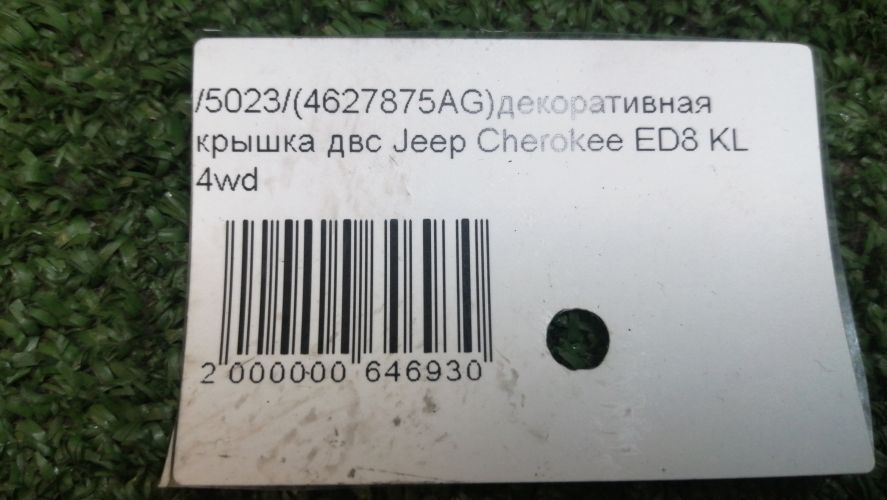 /5023/(4627875AG)декоративная
крышка двс Jeep Cherokee ED8 KL
4wd
2 000000 646930